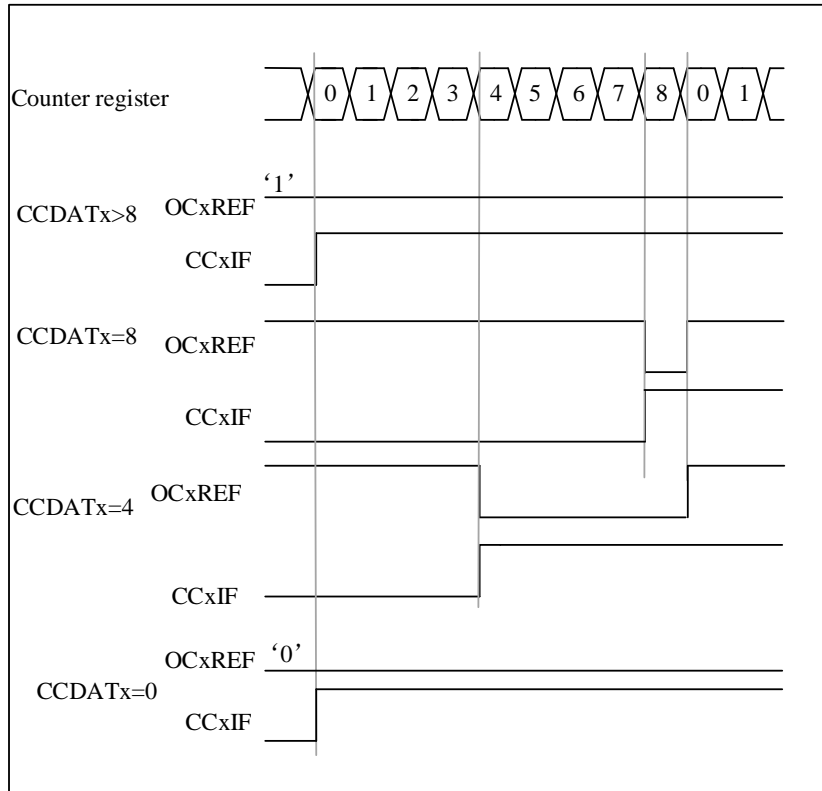 Counter register 0 1 2 3 4 5 6 7 8 0 1
‘1’
CCDATx>8 OCxREF
CCxIF
CCDATx=8 OCxREF
CCxIF
CCDATx=4 OCxREF
CCxIF
OCxREF ‘0’
CCDATx=0
CCxIF